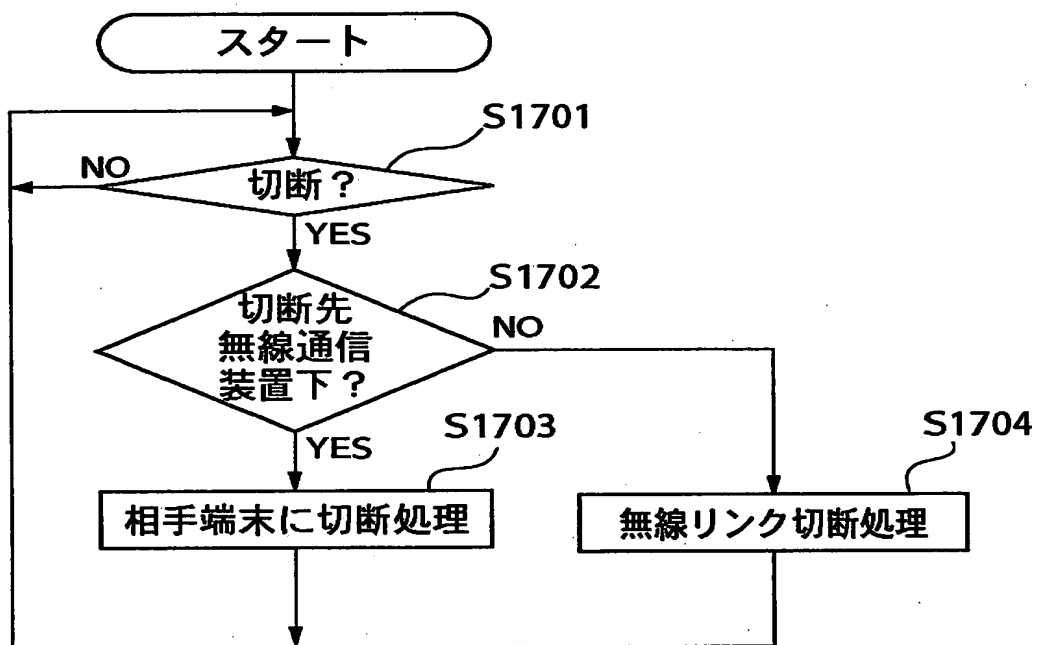 スタート
S1701
NO
切断？
YES
S1702
切断先
無線通信
装置下？
NO
YES
S1703
S1704
相手端末に切断処理
無線リンク切断処理